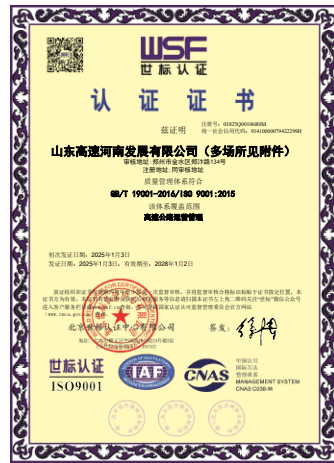 WSF
世标认证
认证证书
兹证明
注册号：03825Q00106R0M
统一社会信用代码：9141000079422299H
山东高速河南发展有限公司（多场所见附件）
审核地址：郑州市金水区郑汴路134号
注册地址：同审核地址
质量管理体系符合
GB/T 19001-2016/ISO 9001:2015
该体系覆盖范围
高速公路运营管理
初次发证日期：2025年1月3日
发证日期：2025年1月3日；有效期至：2028年1月2日
北京世标认证中心有限公司
签发：
世标认证
ISO9001
IAF
CNAS
中国认可
国际互认
管理体系
MANAGEMENT SYSTEM
CNAS C038-M